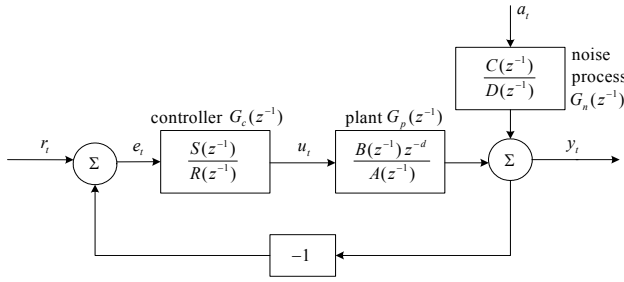 a_t
C(z⁻¹)
D(z⁻¹)
noise
process
G_n(z⁻¹)
controller G_c(z⁻¹)
plant G_p(z⁻¹)
r_t
Σ
e_t
S(z⁻¹)
R(z⁻¹)
u_t
B(z⁻¹) z⁻ᵈ
A(z⁻¹)
Σ
y_t
−1